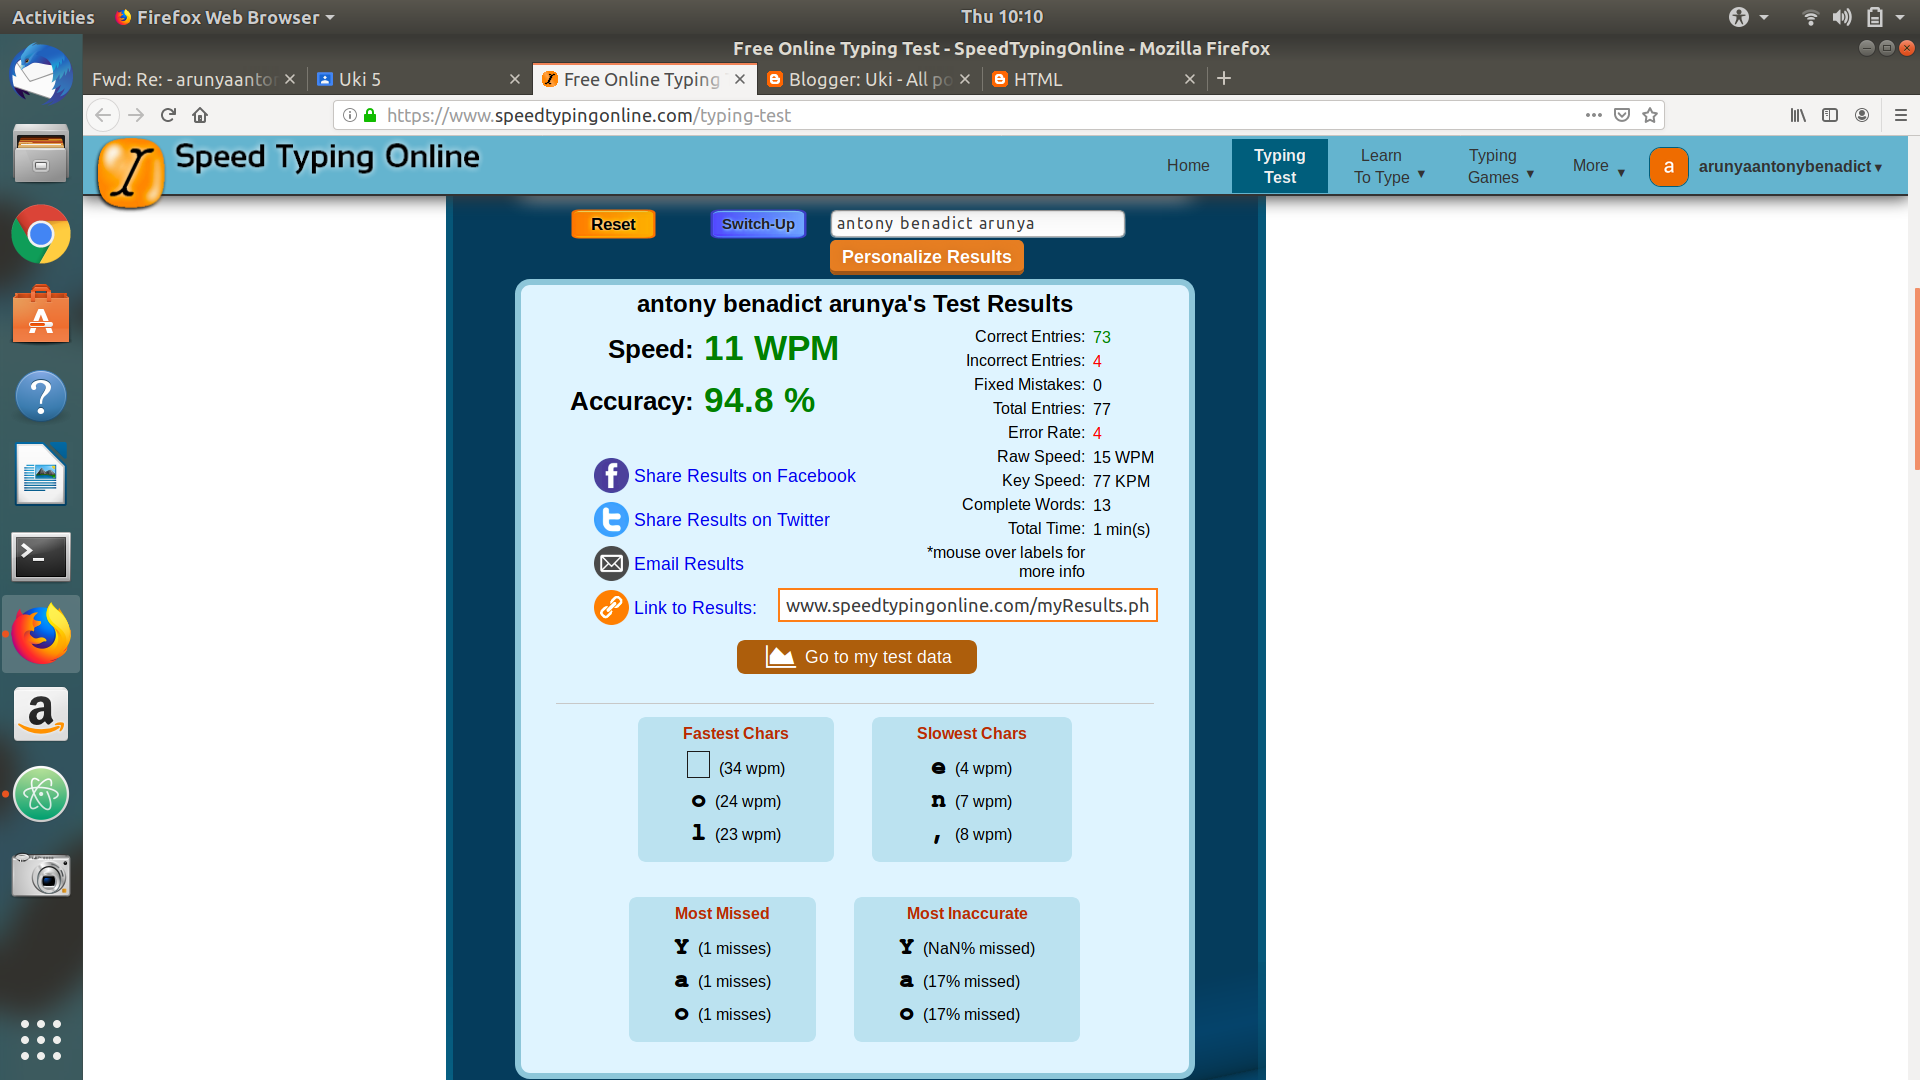 Activities Firefox Web Browser Thu 10:10
Free Online Typing Test - SpeedTypingOnline - Mozilla Firefox
Fwd: Re: - arunyaanton Uki 5 Free Online Typing Blogger: Uki - All po HTML
https://www.speedtypingonline.com/typing-test
Speed Typing Online Home Typing Test Learn To Type Typing Games More a arunyaantonybenadict
Reset Switch-Up antony benadict arunya
Personalize Results
antony benadict arunya's Test Results
Speed: 11 WPM
Accuracy: 94.8 %
Correct Entries: 73
Incorrect Entries: 4
Fixed Mistakes: 0
Total Entries: 77
Error Rate: 4
Raw Speed: 15 WPM
Key Speed: 77 KPM
Complete Words: 13
Total Time: 1 min(s)
*mouse over labels for
more info
Share Results on Facebook
Share Results on Twitter
Email Results
Link to Results: www.speedtypingonline.com/myResults.ph
Go to my test data
Fastest Chars
(34 wpm)
o (24 wpm)
l (23 wpm)
Slowest Chars
e (4 wpm)
n (7 wpm)
, (8 wpm)
Most Missed
Y (1 misses)
a (1 misses)
o (1 misses)
Most Inaccurate
Y (NaN% missed)
a (17% missed)
o (17% missed)